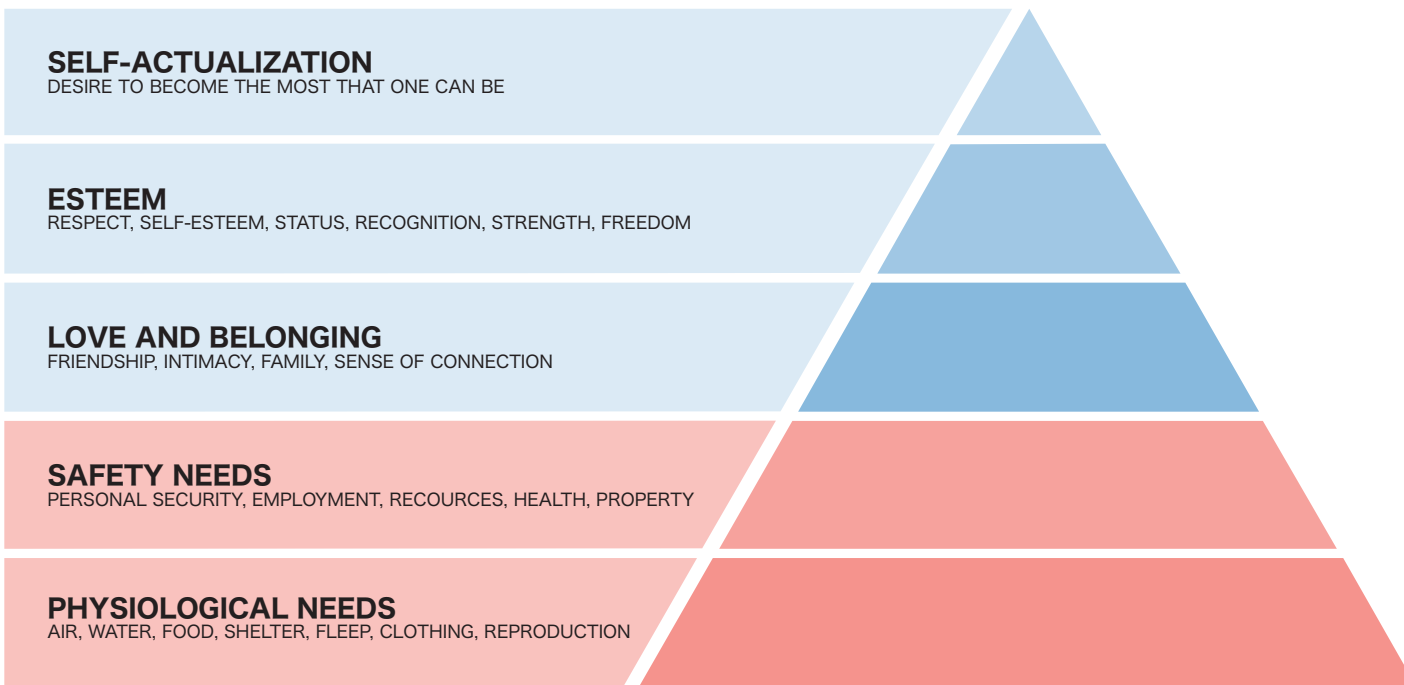 SELF-ACTUALIZATION
DESIRE TO BECOME THE MOST THAT ONE CAN BE
ESTEEM
RESPECT, SELF-ESTEEM, STATUS, RECOGNITION, STRENGTH, FREEDOM
LOVE AND BELONGING
FRIENDSHIP, INTIMACY, FAMILY, SENSE OF CONNECTION
SAFETY NEEDS
PERSONAL SECURITY, EMPLOYMENT, RECOURCES, HEALTH, PROPERTY
PHYSIOLOGICAL NEEDS
AIR, WATER, FOOD, SHELTER, FLEEP, CLOTHING, REPRODUCTION